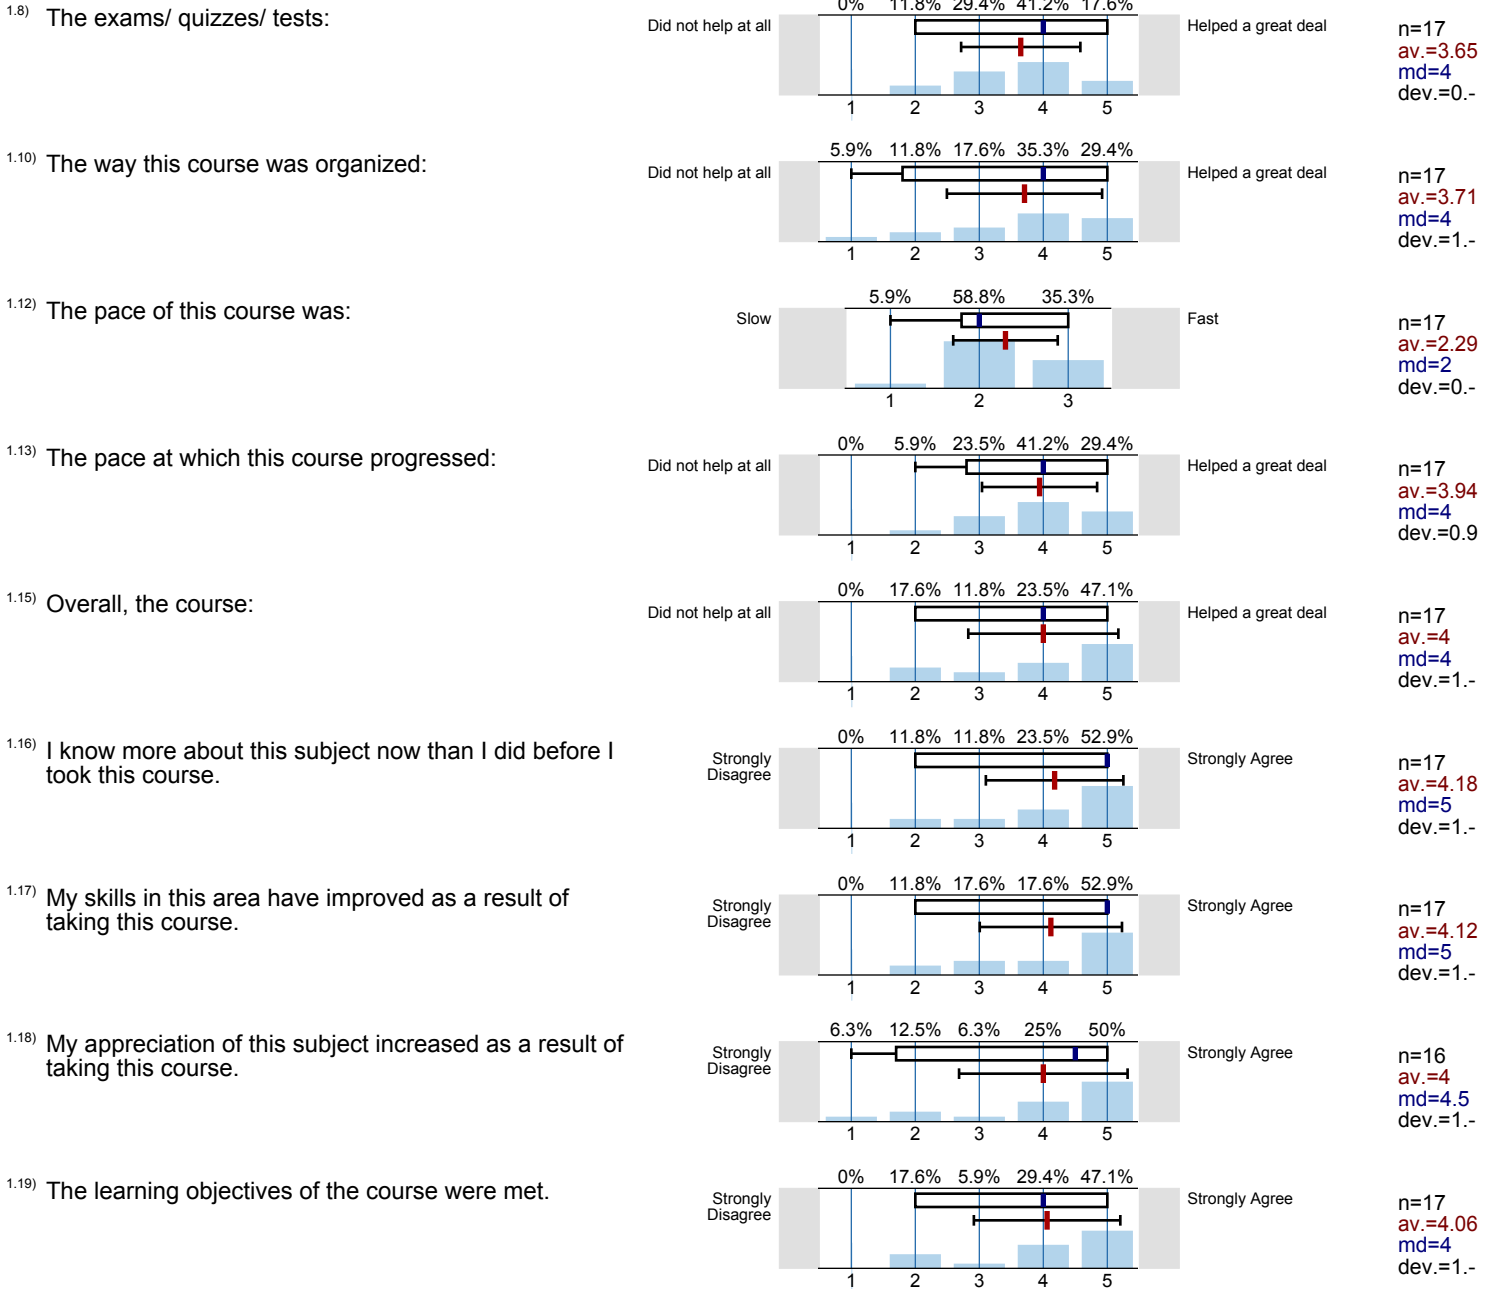 1.8) The exams/ quizzes/ tests:
0% 11.8% 29.4% 41.2% 17.6%
Did not help at all
Helped a great deal
1 2 3 4 5
n=17
av.=3.65
md=4
dev.=0.-
1.10) The way this course was organized:
5.9% 11.8% 17.6% 35.3% 29.4%
Did not help at all
Helped a great deal
1 2 3 4 5
n=17
av.=3.71
md=4
dev.=1.-
1.12) The pace of this course was:
5.9% 58.8% 35.3%
Slow
Fast
1 2 3
n=17
av.=2.29
md=2
dev.=0.-
1.13) The pace at which this course progressed:
0% 5.9% 23.5% 41.2% 29.4%
Did not help at all
Helped a great deal
1 2 3 4 5
n=17
av.=3.94
md=4
dev.=0.9
1.15) Overall, the course:
0% 17.6% 11.8% 23.5% 47.1%
Did not help at all
Helped a great deal
1 2 3 4 5
n=17
av.=4
md=4
dev.=1.-
1.16) I know more about this subject now than I did before I
took this course.
0% 11.8% 11.8% 23.5% 52.9%
Strongly
Disagree
Strongly Agree
1 2 3 4 5
n=17
av.=4.18
md=5
dev.=1.-
1.17) My skills in this area have improved as a result of
taking this course.
0% 11.8% 17.6% 17.6% 52.9%
Strongly
Disagree
Strongly Agree
1 2 3 4 5
n=17
av.=4.12
md=5
dev.=1.-
1.18) My appreciation of this subject increased as a result of
taking this course.
6.3% 12.5% 6.3% 25% 50%
Strongly
Disagree
Strongly Agree
1 2 3 4 5
n=16
av.=4
md=4.5
dev.=1.-
1.19) The learning objectives of the course were met.
0% 17.6% 5.9% 29.4% 47.1%
Strongly
Disagree
Strongly Agree
1 2 3 4 5
n=17
av.=4.06
md=4
dev.=1.-